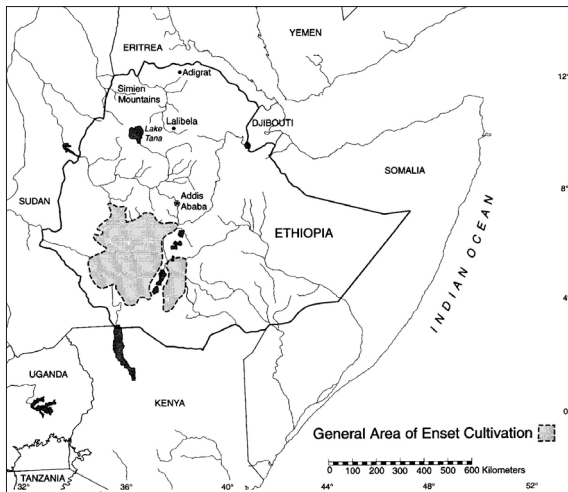 YEMEN
ERITREA
Adigrat
12°
Simien
Mountains
Lalibela
Lake
Tana
DJIBOUTI
SOMALIA
8°
Addis
Ababa
SUDAN
ETHIOPIA
INDIAN OCEAN
4°
UGANDA
KENYA
0°
General Area of Enset Cultivation
TANZANIA
0 100 200 300 400 500 600 Kilometers
32° 36° 40° 44° 48° 52°